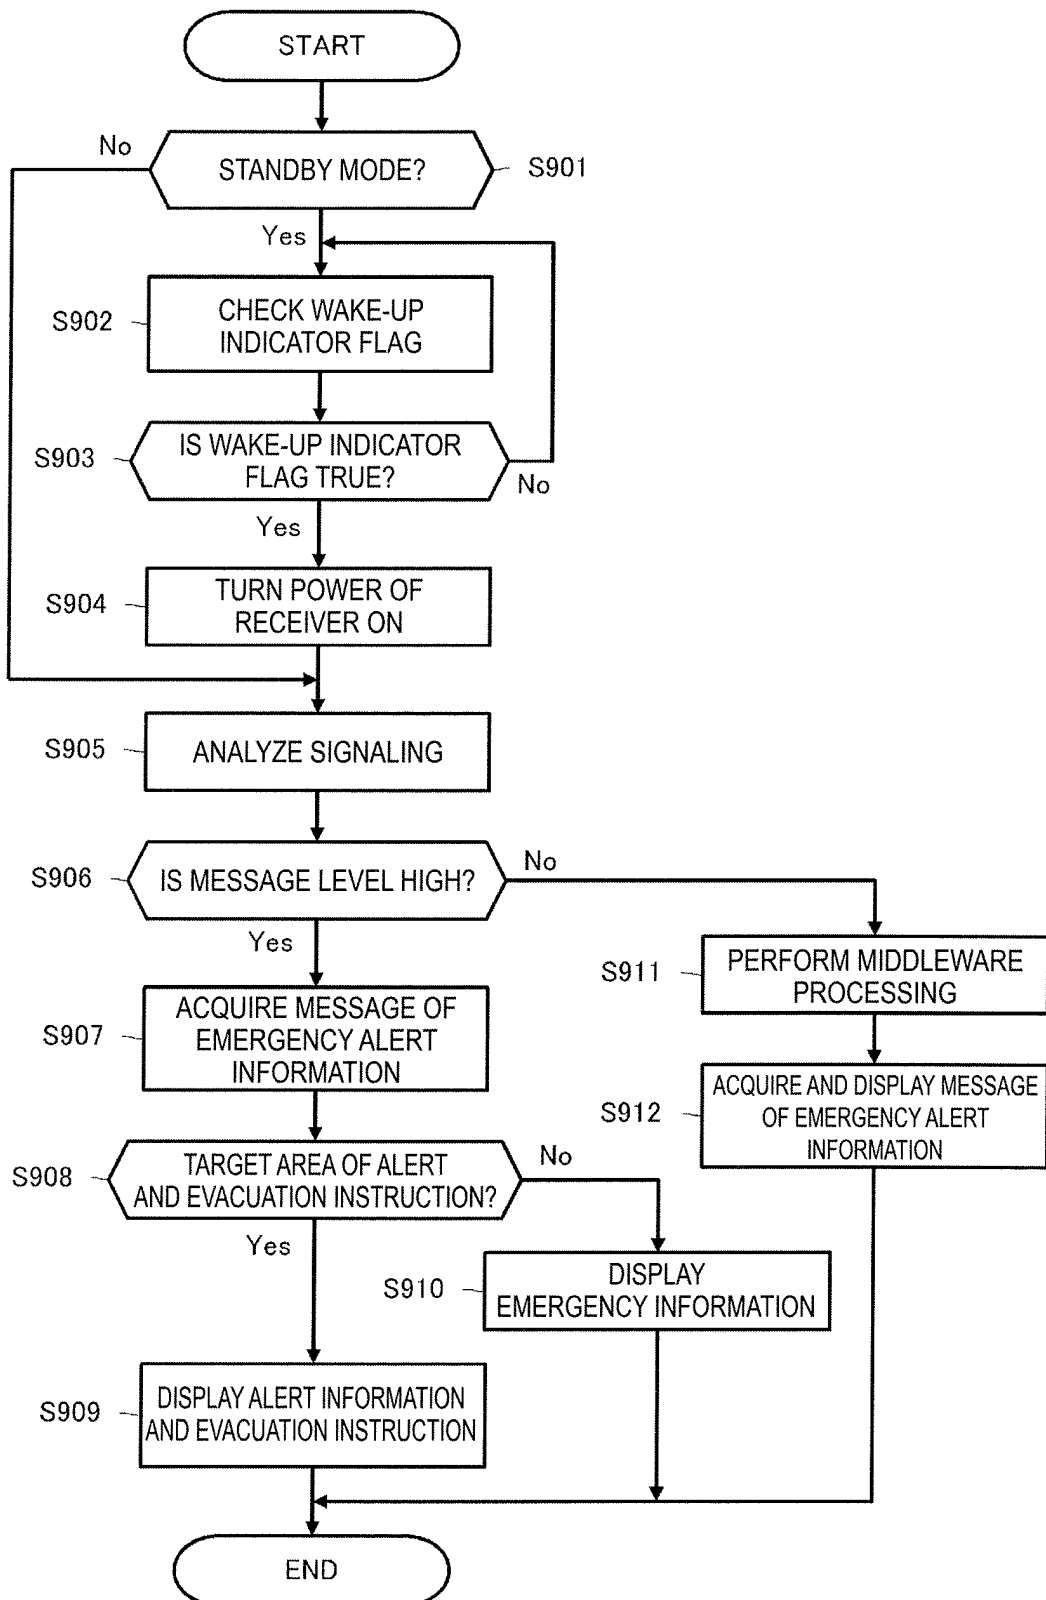 START
No
STANDBY MODE?
S901
Yes
S902
CHECK WAKE-UP
INDICATOR FLAG
S903
IS WAKE-UP INDICATOR
FLAG TRUE?
No
Yes
S904
TURN POWER OF
RECEIVER ON
S905
ANALYZE SIGNALING
S906
IS MESSAGE LEVEL HIGH?
No
Yes
S911
PERFORM MIDDLEWARE
PROCESSING
S907
ACQUIRE MESSAGE OF
EMERGENCY ALERT
INFORMATION
S912
ACQUIRE AND DISPLAY MESSAGE
OF EMERGENCY ALERT
INFORMATION
S908
TARGET AREA OF ALERT
AND EVACUATION INSTRUCTION?
No
Yes
S910
DISPLAY
EMERGENCY INFORMATION
S909
DISPLAY ALERT INFORMATION
AND EVACUATION INSTRUCTION
END